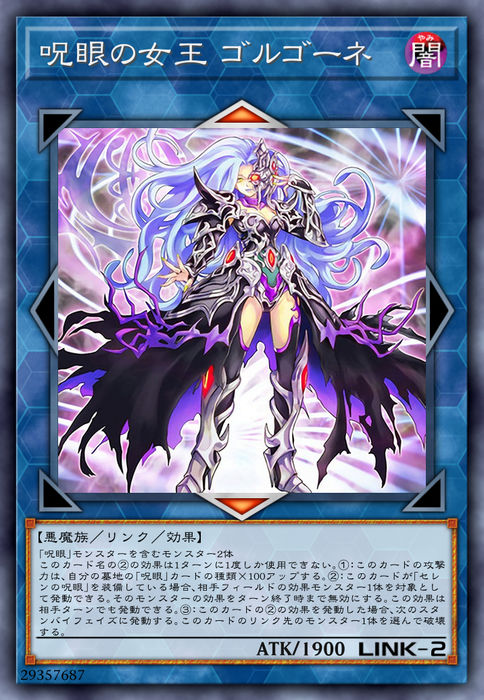 呪眼の女王 ゴルゴーネ
やみ
闇
【悪魔族／リンク／効果】
「呪眼」モンスターを含むモンスター2体
このカード名の②の効果は1ターンに1度しか使用できない。①：このカードの攻撃
力は、自分の墓地の「呪眼」カードの種類×100アップする。②：このカードが「セレ
ンの呪眼」を装備している場合、相手フィールドの効果モンスター1体を対象とし
て発動できる。そのモンスターの効果をターン終了時まで無効にする。この効果は
相手ターンでも発動できる。③：このカードの②の効果を発動した場合、次のスタ
ンバイフェイズに発動する。このカードのリンク先のモンスター1体を選んで破壊
する。
ATK/1900 LINK-2
29357687